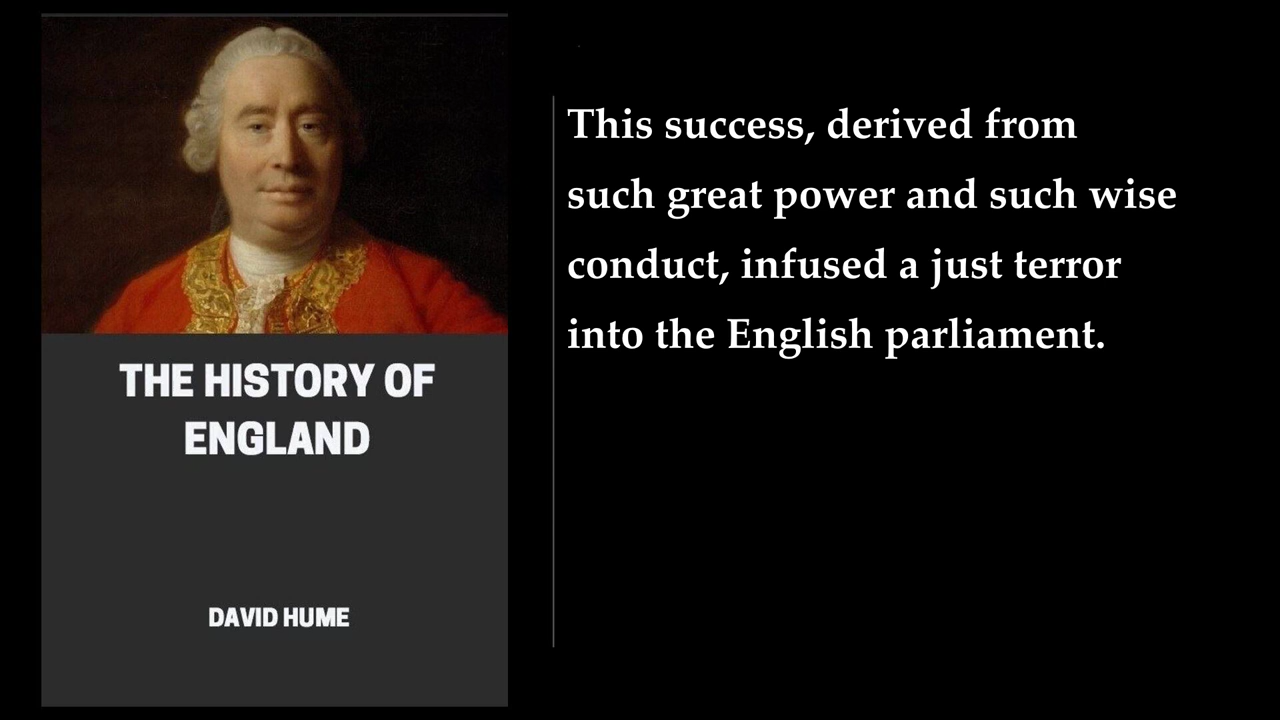 THE HISTORY OF
ENGLAND
DAVID HUME
This success, derived from
such great power and such wise
conduct, infused a just terror
into the English parliament.